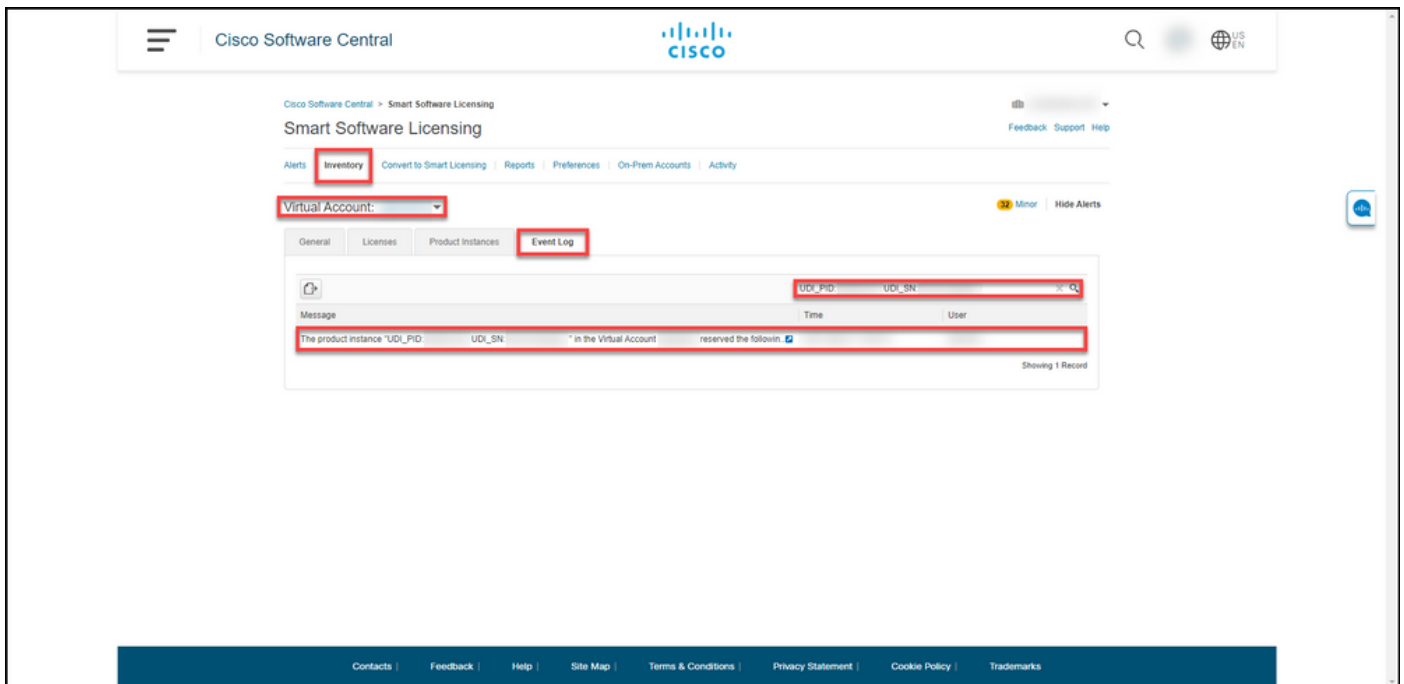 Cisco Software Central
CISCO
US
EN
Cisco Software Central > Smart Software Licensing
Smart Software Licensing
Feedback Support Help
Alerts Inventory Convert to Smart Licensing | Reports | Preferences | On-Prem Accounts | Activity
Virtual Account:
32 Minor | Hide Alerts
General Licenses Product Instances Event Log
UDI_PID: UDI_SN:
Message Time User
The product instance "UDI_PID: UDI_SN: " in the Virtual Account reserved the followin..
Showing 1 Record
Contacts | Feedback | Help | Site Map | Terms & Conditions | Privacy Statement | Cookie Policy | Trademarks